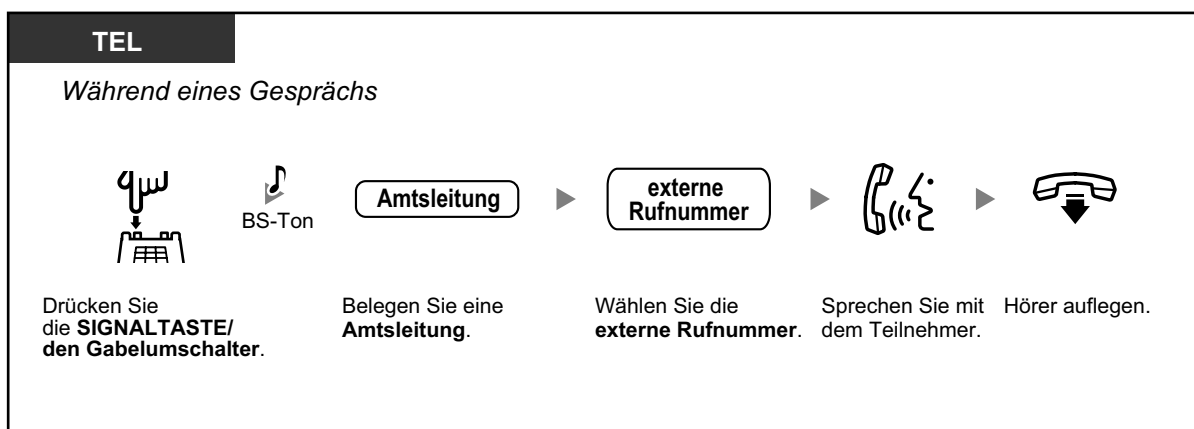 TEL
Während eines Gesprächs
BS-Ton
Amtsleitung
externe
Rufnummer
Drücken Sie
die SIGNALTASTE/
den Gabelumschalter.
Belegen Sie eine
Amtsleitung.
Wählen Sie die
externe Rufnummer.
Sprechen Sie mit
dem Teilnehmer.
Hörer auflegen.